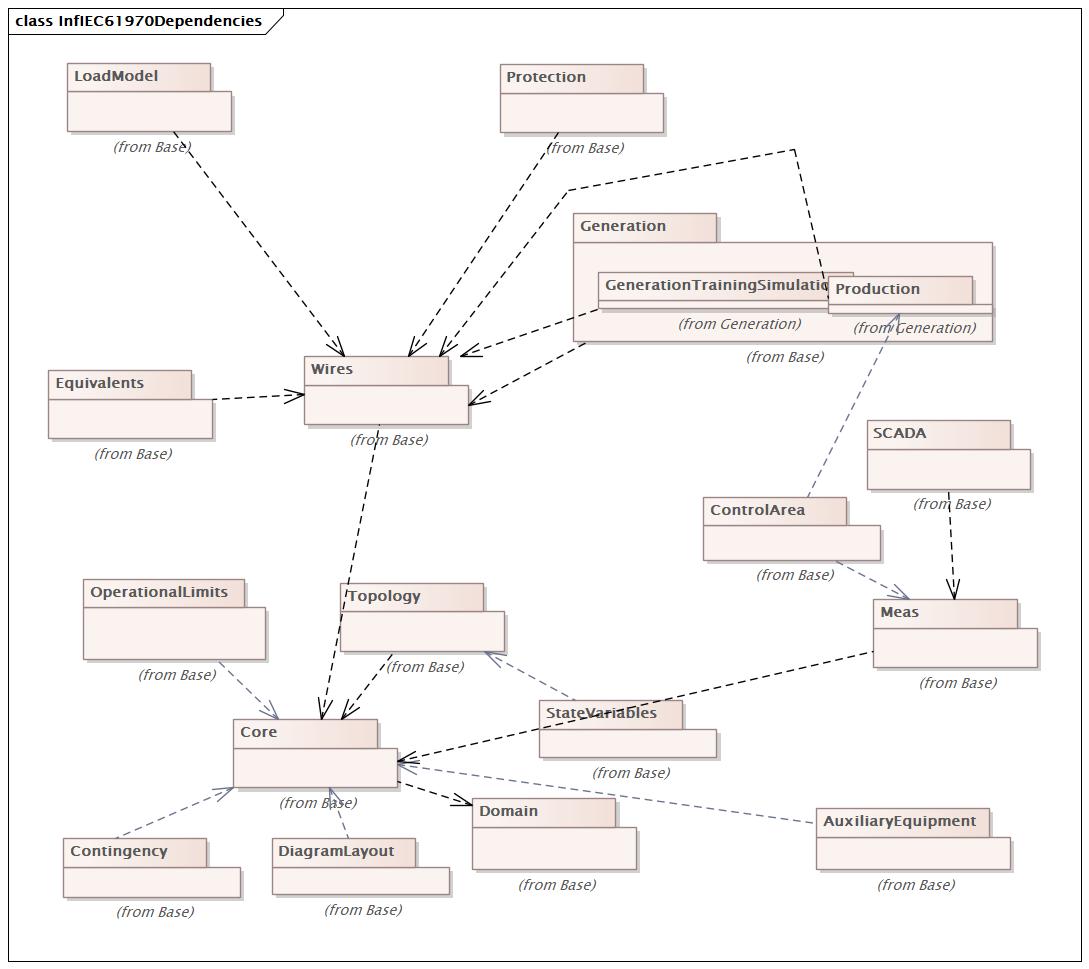 class InfIEC61970Dependencies
LoadModel
(from Base)
Protection
(from Base)
Generation
GenerationTrainingSimulatio
(from Generation)
Production
(from Generation)
(from Base)
Wires
(from Base)
Equivalents
(from Base)
SCADA
(from Base)
ControlArea
(from Base)
OperationalLimits
(from Base)
Topology
(from Base)
Meas
(from Base)
StateVariables
(from Base)
Core
(from Base)
Domain
(from Base)
AuxiliaryEquipment
(from Base)
Contingency
(from Base)
DiagramLayout
(from Base)